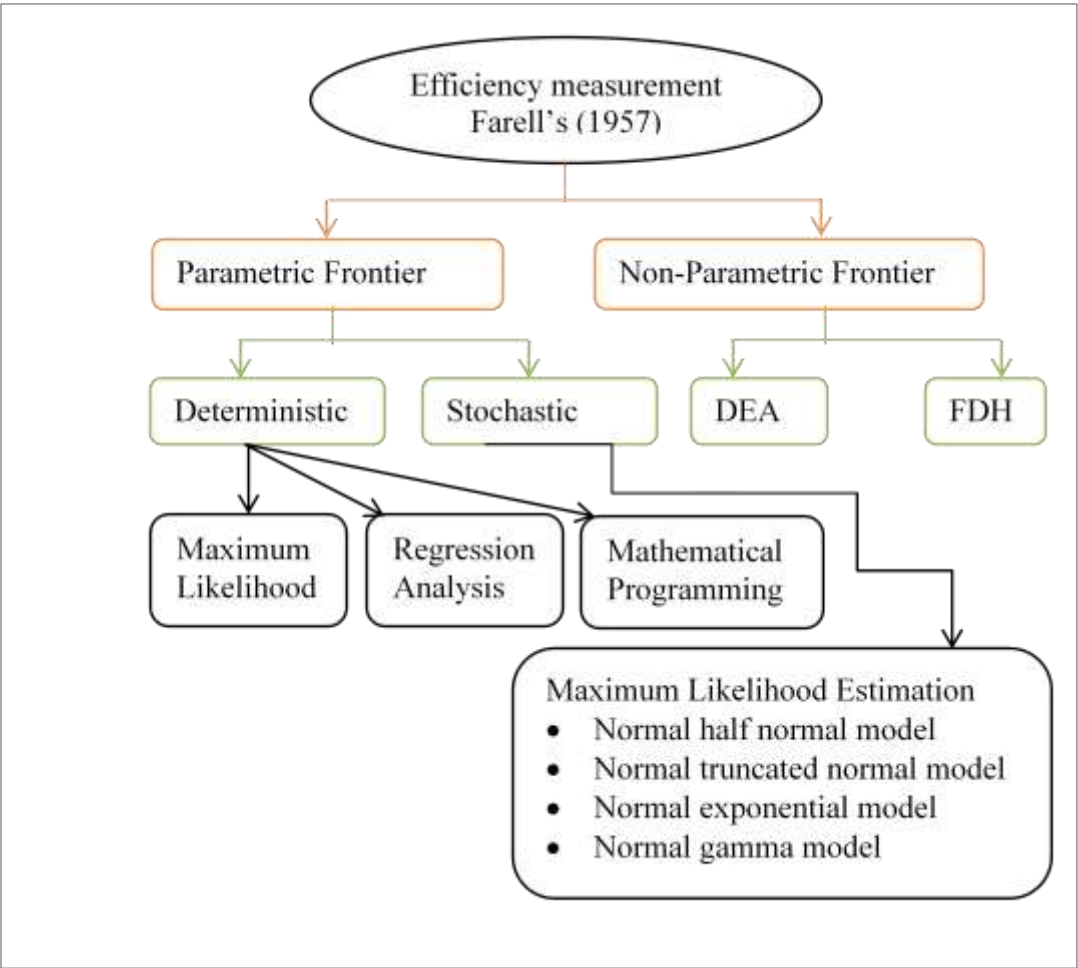 Efficiency measurement
Farell's (1957)
Parametric Frontier
Non-Parametric Frontier
Deterministic
Stochastic
DEA
FDH
Maximum
Likelihood
Regression
Analysis
Mathematical
Programming
Maximum Likelihood Estimation
• Normal half normal model
• Normal truncated normal model
• Normal exponential model
• Normal gamma model